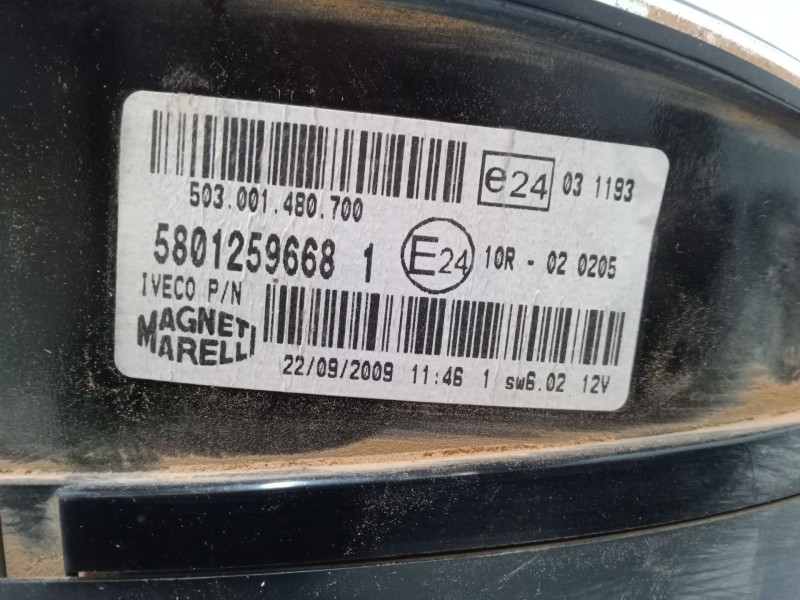 503.001.480.700
e24 03 1193
5801259668 1
E24 10R - 02 0205
IVECO P/N
MAGNETI
MARELLI
22/09/2009 11:46 1 sw6.02 12V